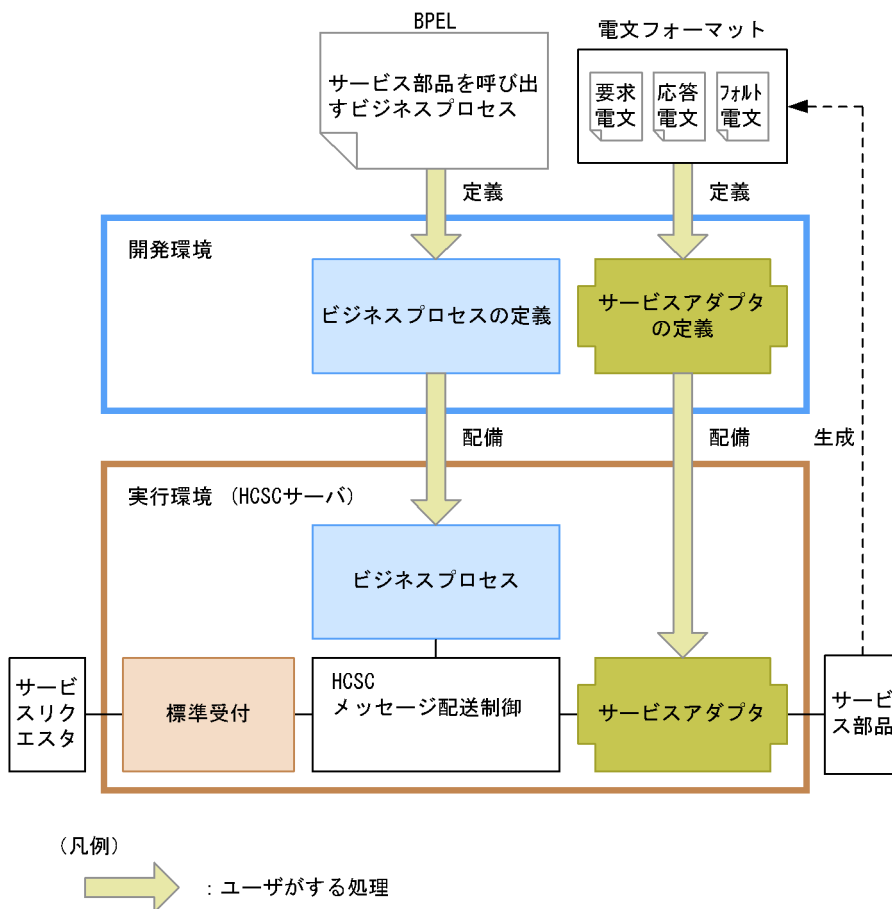 BPEL
電文フォーマット
サービス部品を呼び出
すビジネスプロセス
要求
電文
応答
電文
フォルト
電文
定義
定義
開発環境
ビジネスプロセスの定義
サービスアダプタ
の定義
配備
配備
生成
実行環境 (HCSCサーバ)
ビジネスプロセス
サービ
スリク
エスタ
標準受付
HCSC
メッセージ配送制御
サービスアダプタ
サービ
ス部品
(凡例)
:ユーザがする処理